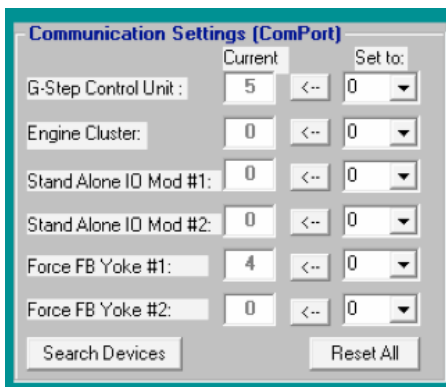 Communication Settings (ComPort)
Current Set to:
G-Step Control Unit : 5 <-- 0
Engine Cluster: 0 <-- 0
Stand Alone IO Mod #1: 0 <-- 0
Stand Alone IO Mod #2: 0 <-- 0
Force FB Yoke #1: 4 <-- 0
Force FB Yoke #2: 0 <-- 0
Search Devices Reset All